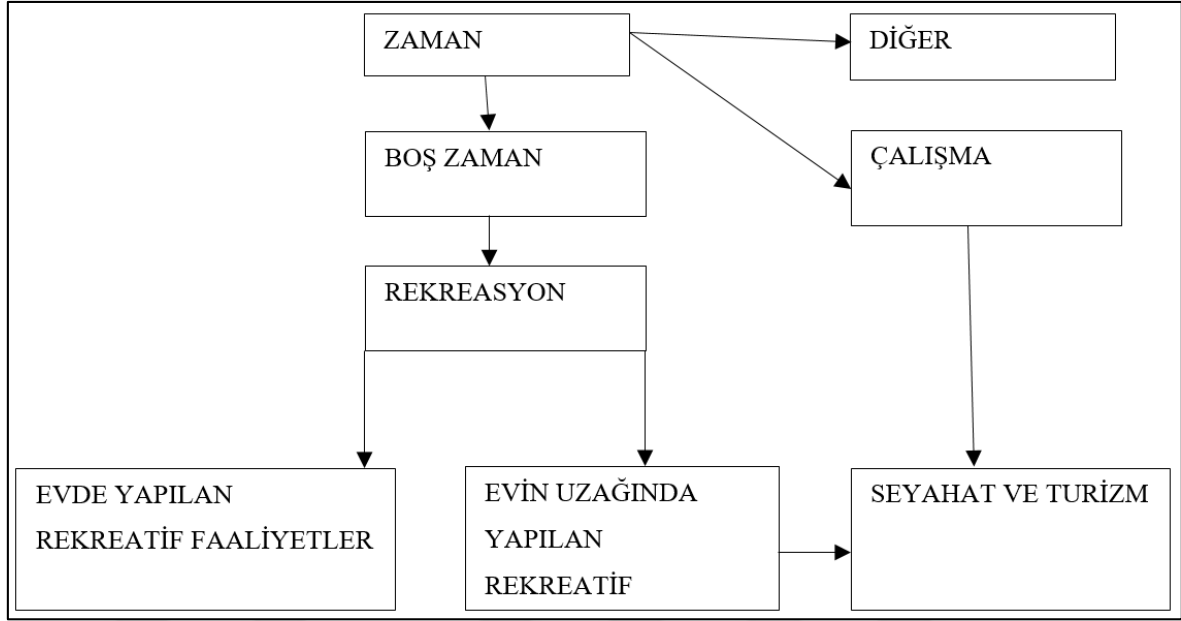 ZAMAN
DİĞER
BOŞ ZAMAN
ÇALIŞMA
REKREASYON
EVDE YAPILAN
REKREATİF FAALİYETLER
EVİN UZAĞINDA
YAPILAN
REKREATİF
SEYAHAT VE TURİZM